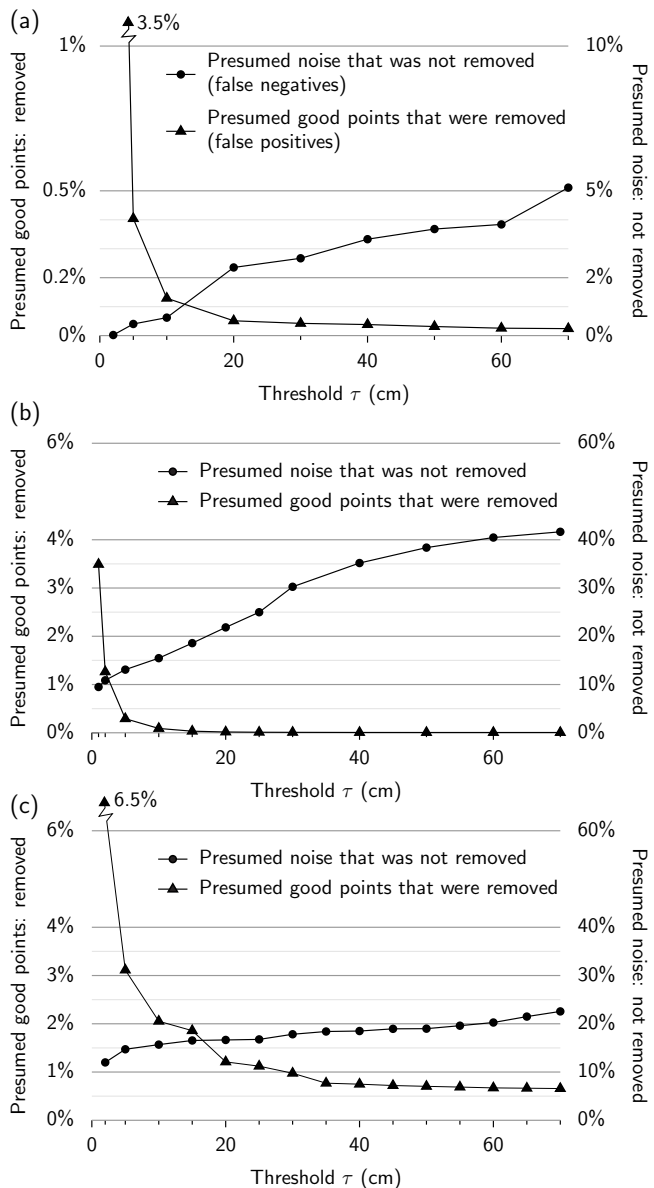 (a)
3.5%
1%
10%
Presumed noise that was not removed
(false negatives)
Presumed good points that were removed
(false positives)
0.5%
5%
0.2%
2%
0%
0%
Presumed good points: removed
Presumed noise: not removed
0 20 40 60
Threshold τ (cm)
(b)
6%
60%
Presumed noise that was not removed
Presumed good points that were removed
4%
40%
3%
30%
2%
20%
1%
10%
0%
0%
Presumed good points: removed
Presumed noise: not removed
0 20 40 60
Threshold τ (cm)
(c)
6.5%
6%
60%
Presumed noise that was not removed
Presumed good points that were removed
4%
40%
3%
30%
2%
20%
1%
10%
0%
0%
Presumed good points: removed
Presumed noise: not removed
0 20 40 60
Threshold τ (cm)